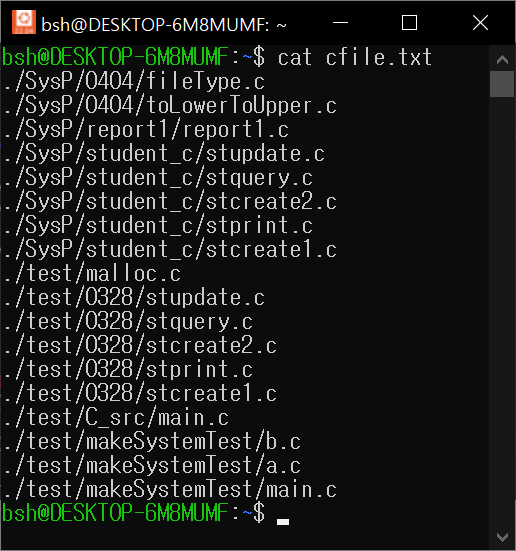 bsh@DESKTOP-6M8MUMF: ~
bsh@DESKTOP-6M8MUMF:~$ cat cfile.txt
./SysP/0404/fileType.c
./SysP/0404/toLowerToUpper.c
./SysP/report1/report1.c
./SysP/student_c/stupdate.c
./SysP/student_c/stquery.c
./SysP/student_c/stcreate2.c
./SysP/student_c/stprint.c
./SysP/student_c/stcreate1.c
./test/malloc.c
./test/0328/stupdate.c
./test/0328/stquery.c
./test/0328/stcreate2.c
./test/0328/stprint.c
./test/0328/stcreate1.c
./test/C_src/main.c
./test/makeSystemTest/b.c
./test/makeSystemTest/a.c
./test/makeSystemTest/main.c
bsh@DESKTOP-6M8MUMF:~$